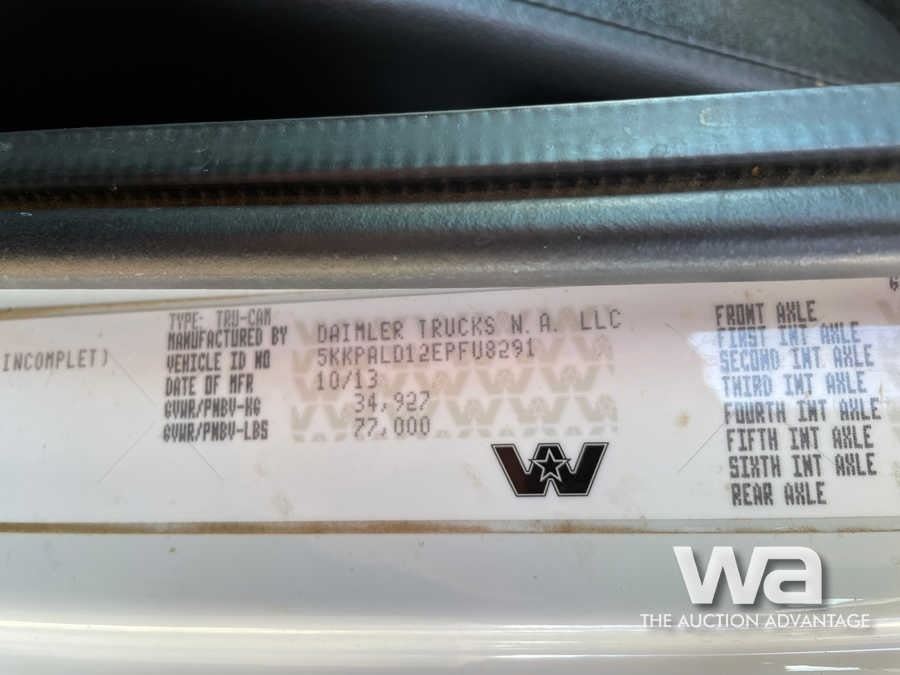 INCOMPLET)
TYPE: TRU-CAM
MANUFACTURED BY DAIMLER TRUCKS N.A. LLC
VEHICLE ID NO 5KKPALD12EPFU8291
DATE OF MFR 10/13
GVWR/PNBV-KG 34,927
GVWR/PNBV-LBS 77,000
FRONT AXLE
FIRST INT AXLE
SECOND INT AXLE
THIRD INT AXLE
FOURTH INT AXLE
FIFTH INT AXLE
SIXTH INT AXLE
REAR AXLE
W
wa
THE AUCTION ADVANTAGE